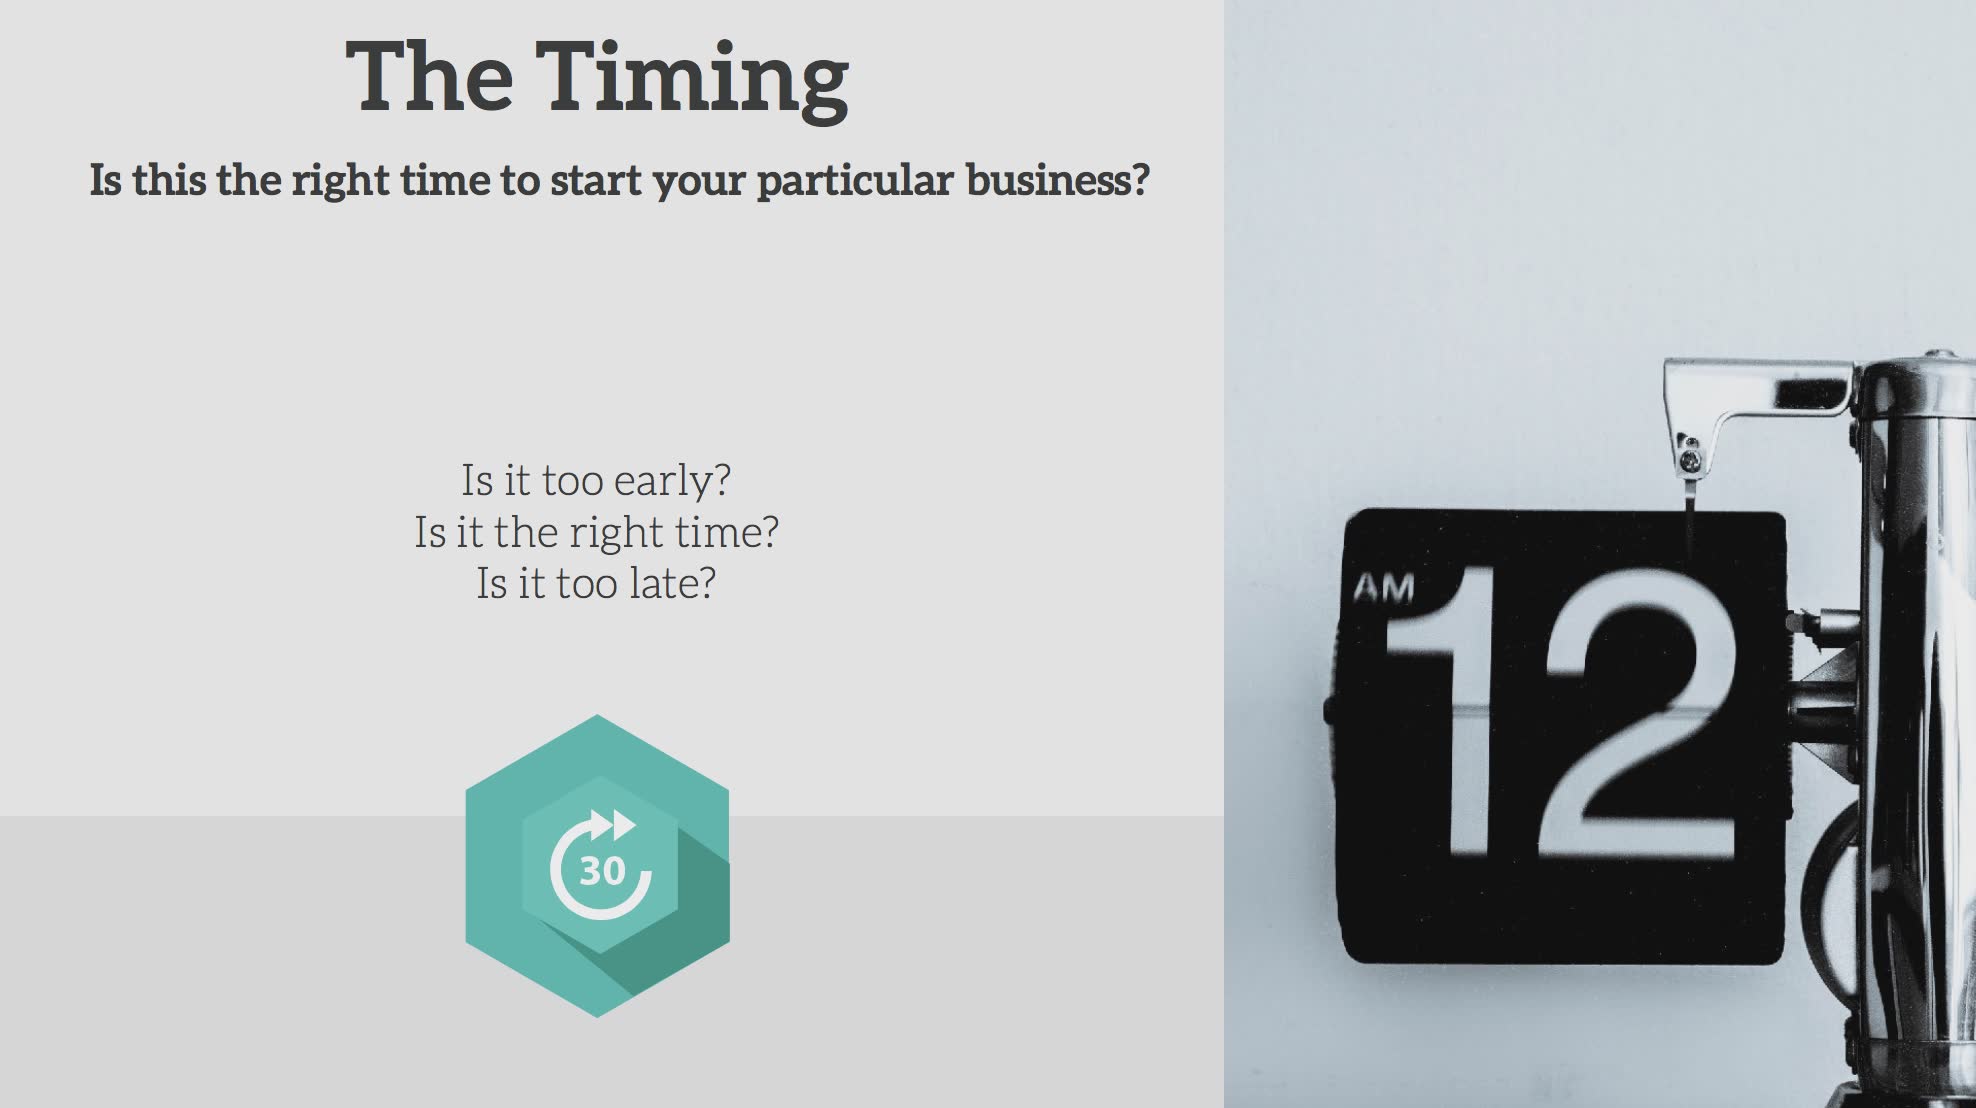 The Timing
Is this the right time to start your particular business?
Is it too early?
Is it the right time?
Is it too late?
30
AM
12